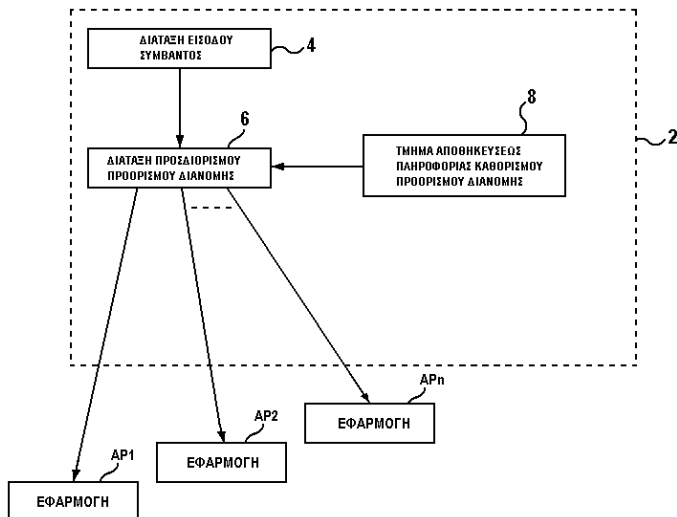 ΔΙΑΤΑΞΗ ΕΙΣΟΔΟΥ
ΣΥΜΒΑΝΤΟΣ
4
8
6
2
ΔΙΑΤΑΞΗ ΠΡΟΣΔΙΟΡΙΣΜΟΥ
ΠΡΟΟΡΙΣΜΟΥ ΔΙΑΝΟΜΗΣ
ΤΜΗΜΑ ΑΠΟΘΗΚΕΥΣΕΩΣ
ΠΛΗΡΟΦΟΡΙΑΣ ΚΑΘΟΡΙΣΜΟΥ
ΠΡΟΟΡΙΣΜΟΥ ΔΙΑΝΟΜΗΣ
APn
ΕΦΑΡΜΟΓΗ
AP2
ΕΦΑΡΜΟΓΗ
AP1
ΕΦΑΡΜΟΓΗ